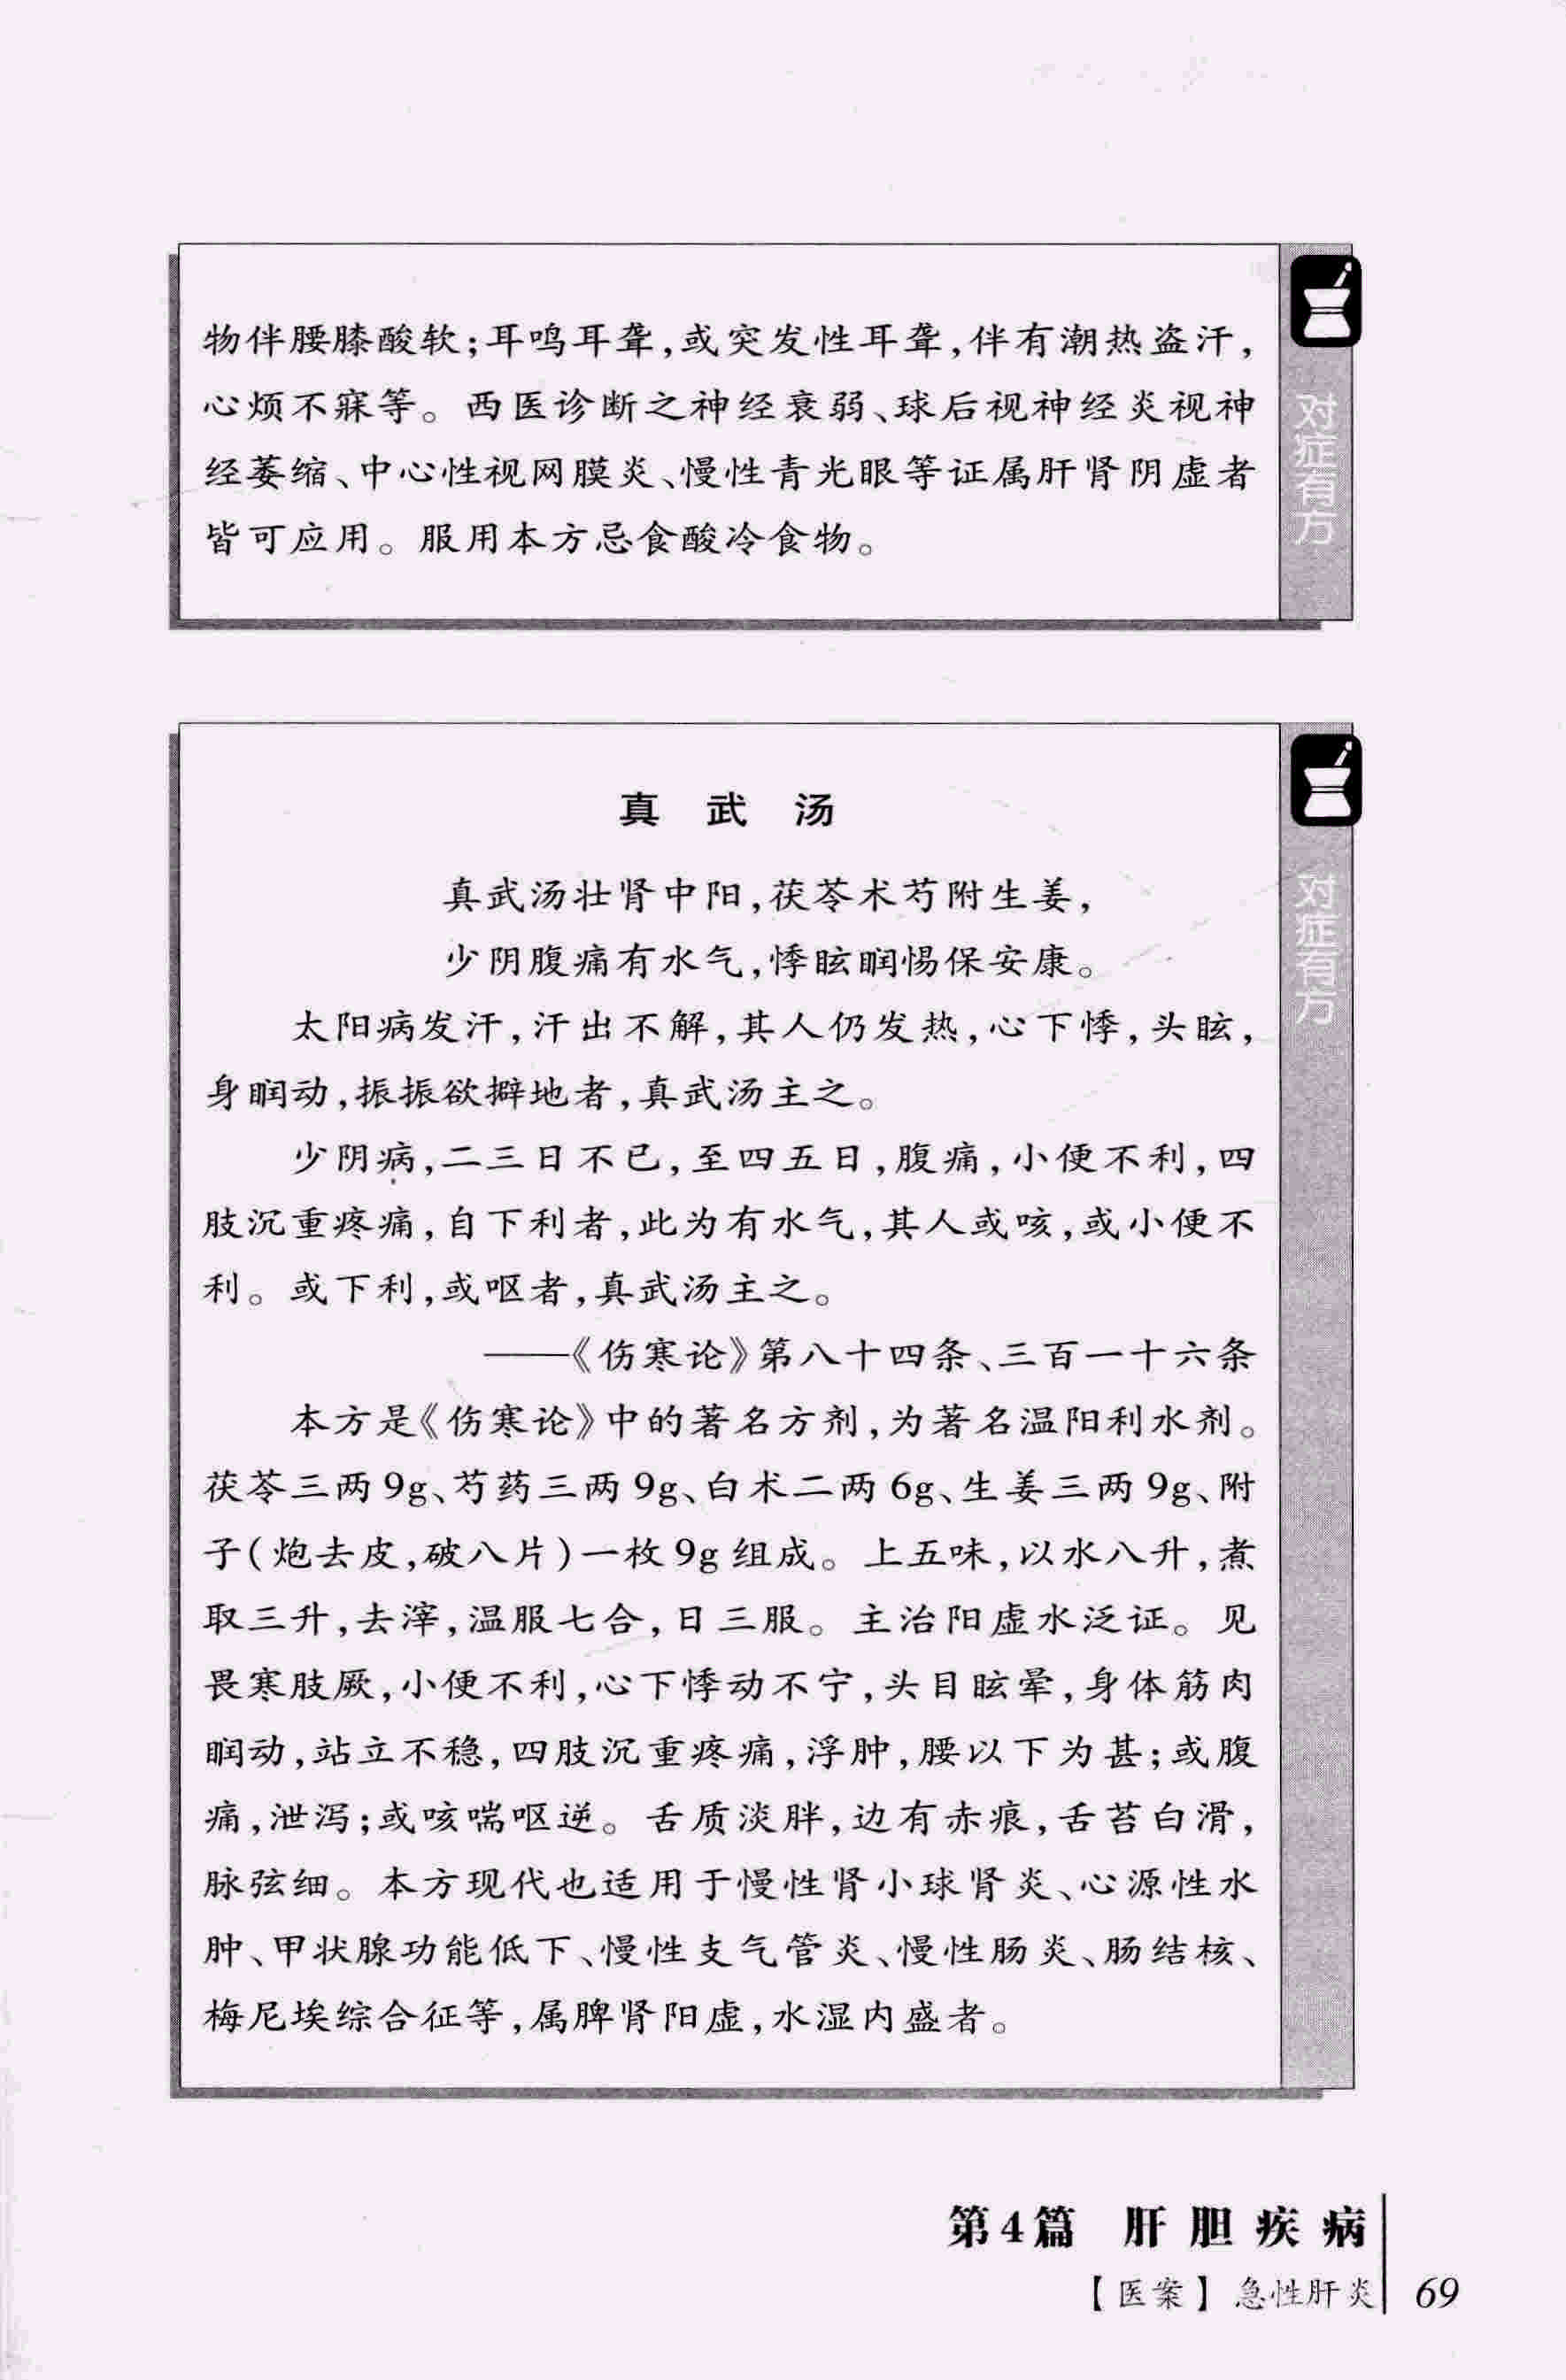 物伴腰膝酸软;耳鸣耳聋,或突发性耳聋,伴有潮热盗汗,
心烦不寐等。西医诊断之神经衰弱、球后视神经炎视神
经萎缩、中心性视网膜炎、慢性青光眼等证属肝肾阴虚者
皆可应用。服用本方忌食酸冷食物。
对症有方
真武汤
真武汤壮肾中阳,茯苓术芍附生姜,
少阴腹痛有水气,悸眩瞤惕保安康。
太阳病发汗,汗出不解,其人仍发热,心下悸,头眩,
身瞤动,振振欲擗地者,真武汤主之。
少阴病,二三日不已,至四五日,腹痛,小便不利,四
肢沉重疼痛,自下利者,此为有水气,其人或咳,或小便不
利。或下利,或呕者,真武汤主之。
——《伤寒论》第八十四条、三百一十六条
本方是《伤寒论》中的著名方剂,为著名温阳利水剂。
茯苓三两9g、芍药三两9g、白术二两6g、生姜三两9g、附
子(炮去皮,破八片)一枚9g组成。上五味,以水八升,煮
取三升,去滓,温服七合,日三服。主治阳虚水泛证。见
畏寒肢厥,小便不利,心下悸动不宁,头目眩晕,身体筋肉
瞤动,站立不稳,四肢沉重疼痛,浮肿,腰以下为甚;或腹
痛,泄泻;或咳喘呕逆。舌质淡胖,边有赤痕,舌苔白滑,
脉弦细。本方现代也适用于慢性肾小球肾炎、心源性水
肿、甲状腺功能低下、慢性支气管炎、慢性肠炎、肠结核、
梅尼埃综合征等,属脾肾阳虚,水湿内盛者。
对症有方
第4篇 肝胆疾病
【医案】急性肝炎 69